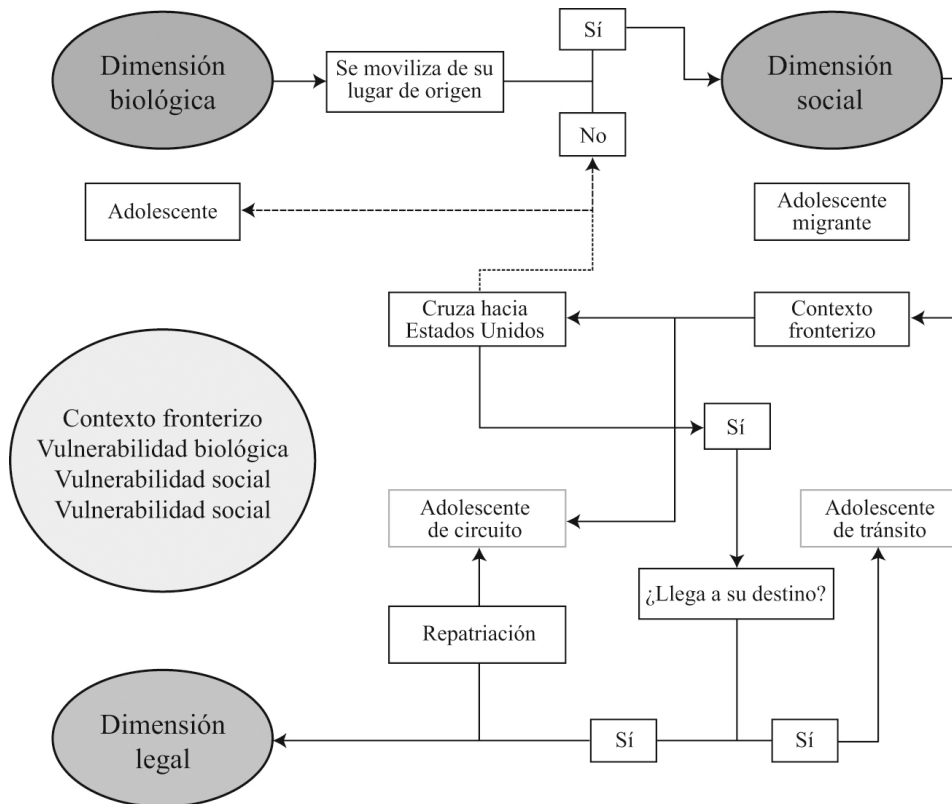 Dimensión
biológica
Se moviliza de su
lugar de origen
Sí
No
Dimensión
social
Adolescente
Adolescente
migrante
Cruza hacia
Estados Unidos
Contexto
fronterizo
Contexto fronterizo
Vulnerabilidad biológica
Vulnerabilidad social
Vulnerabilidad social
Sí
Adolescente
de circuito
Adolescente
de tránsito
¿Llega a su destino?
Repatriación
Dimensión
legal
Sí
Sí